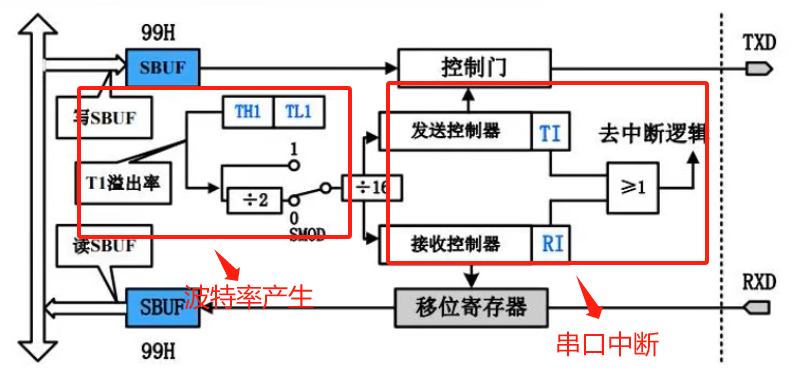 99H
TXD
SBUF
控制门
写SBUF
TH1 TL1
发送控制器 TI
去中断逻辑
1
T1溢出率
÷2
÷16
≥1
0
SMOD
读SBUF
接收控制器 RI
波特率产生
RXD
SBUF
移位寄存器
串口中断
99H